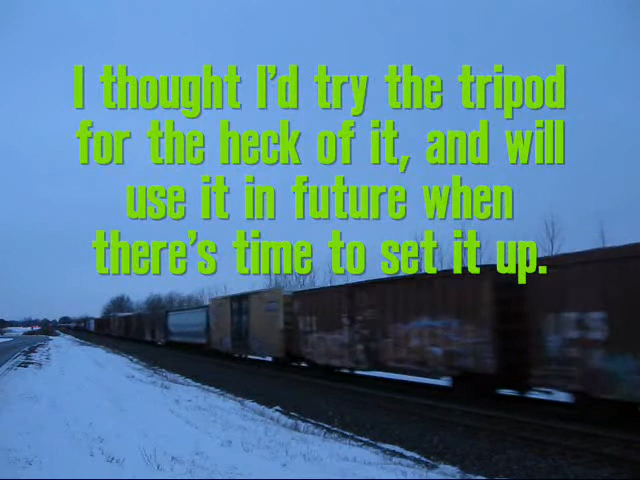 I thought I'd try the tripod
for the heck of it, and will
use it in future when
there's time to set it up.